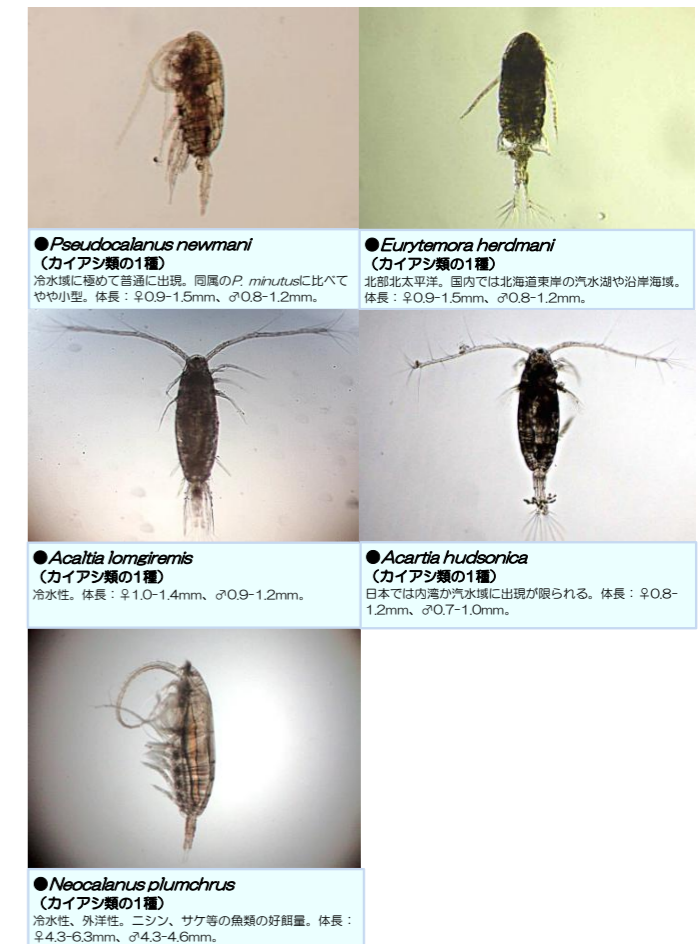 ●Pseudocalanus newmani
（カイアシ類の1種）
冷水域に極めて普通に出現。同属のP. minutusに比べて
やや小型。体長：♀0.9-1.5mm、♂0.8-1.2mm。
●Eurytemora herdmani
（カイアシ類の1種）
北部北太平洋。国内では北海道東岸の汽水湖や沿岸海域。
体長：♀0.9-1.5mm、♂0.8-1.2mm。
●Acaltia lomgiremis
（カイアシ類の1種）
冷水性。体長：♀1.0-1.4mm、♂0.9-1.2mm。
●Acartia hudsonica
（カイアシ類の1種）
日本では内湾か汽水域に出現が限られる。体長：♀0.8-
1.2mm、♂0.7-1.0mm。
●Neocalanus plumchrus
（カイアシ類の1種）
冷水性、外洋性。ニシン、サケ等の魚類の好餌量。体長：
♀4.3-6.3mm、♂4.3-4.6mm。